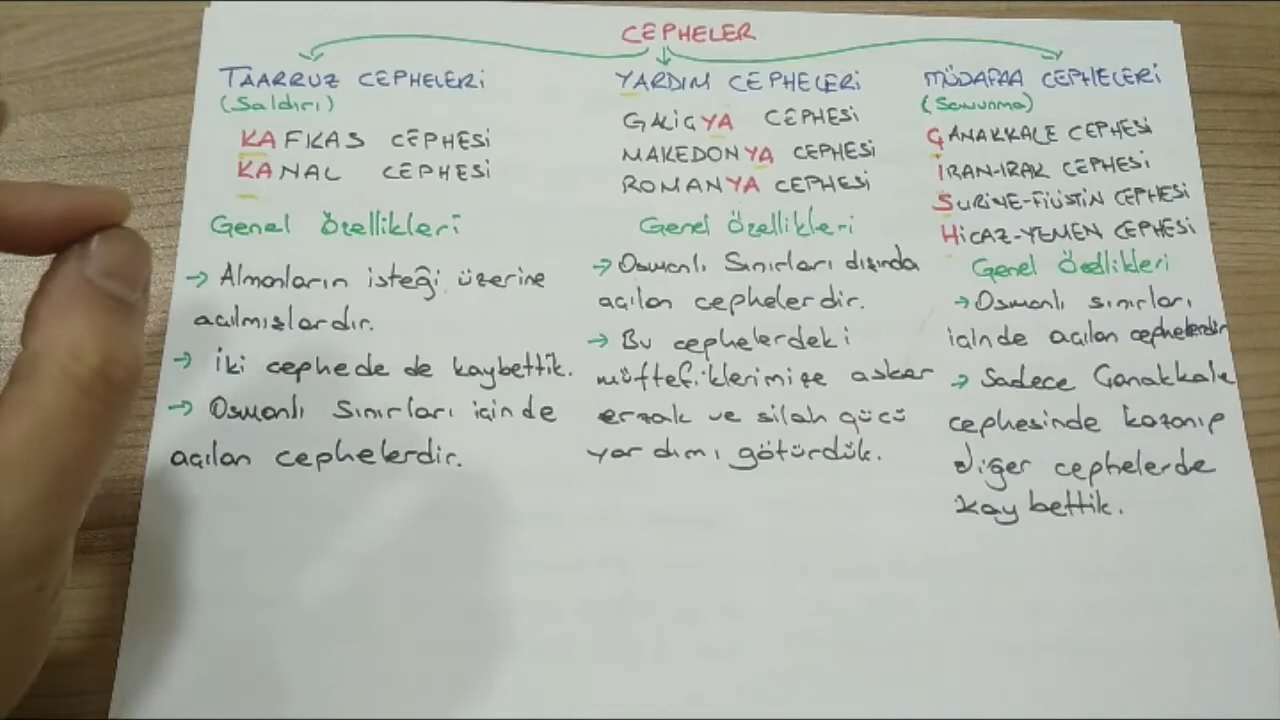 CEPHELER
TAARRUZ CEPHELERİ
(Saldırı)
KAFKAS CEPHESİ
KANAL CEPHESİ
Genel Özellikleri
→ Almanların isteği üzerine
açılmışlardır.
→ İki cephede de kaybettik.
→ Osmanlı Sınırları içinde
açılan cephelerdir.
YARDIM CEPHELERİ
GALİÇYA CEPHESİ
MAKEDONYA CEPHESİ
ROMANYA CEPHESİ
Genel Özellikleri
→ Osmanlı Sınırları dışında
açılan cephelerdir.
→ Bu cephelerdeki
müttefiklerimize asker
erzak ve silah gücü
yardımı götürdük.
MÜDAFAA CEPHELERİ
(Savunma)
ÇANAKKALE CEPHESİ
IRAN-IRAK CEPHESİ
SURİYE-FİLİSTİN CEPHESİ
HİCAZ-YEMEN CEPHESİ
Genel Özellikleri
→ Osmanlı sınırları
içinde açılan cephelerdir
→ Sadece Çanakkale
cephesinde kazanıp
diğer cephelerde
kaybettik.